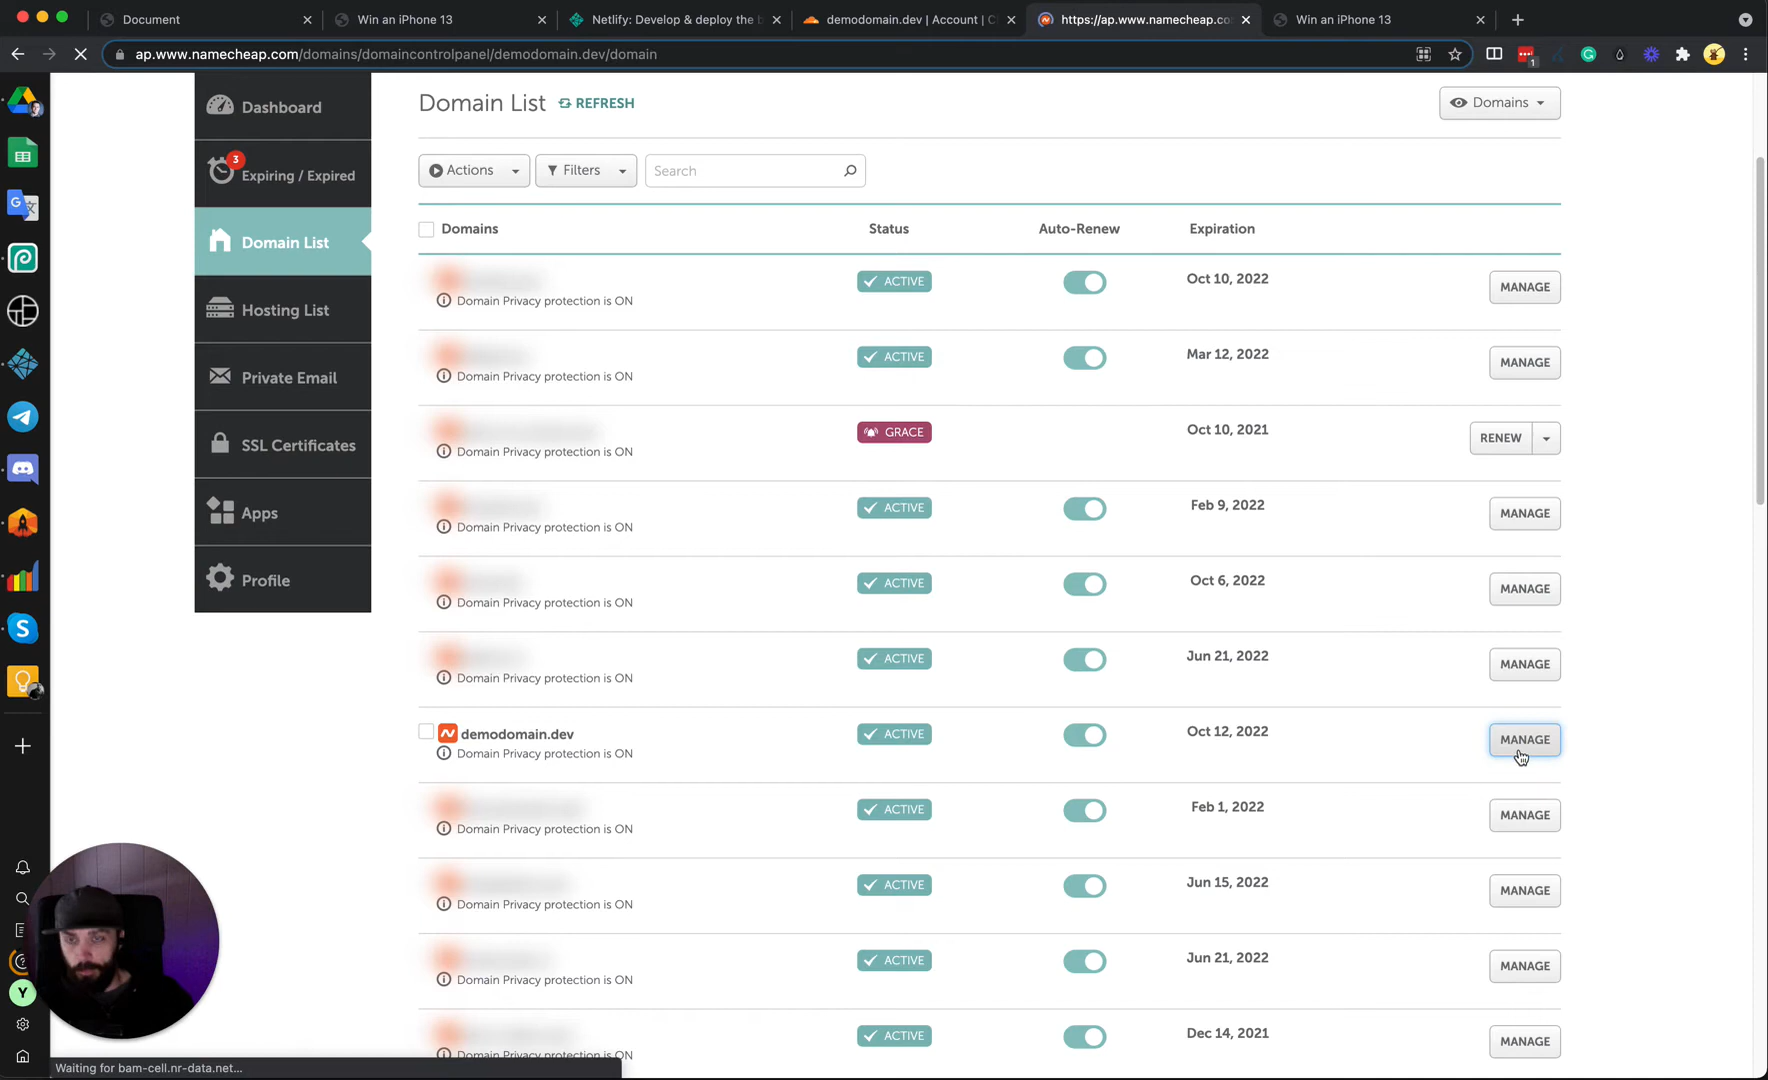 Document
Win an iPhone 13
Netlify: Develop & deploy the b
demodomain.dev | Account | C
https://ap.www.namecheap.co
Win an iPhone 13
ap.www.namecheap.com/domains/domaincontrolpanel/demodomain.dev/domain
1
Dashboard
3
Expiring / Expired
Domain List
Hosting List
Private Email
SSL Certificates
Apps
Profile
Domain List REFRESH
Domains
Actions
Filters
Search
Domains Status Auto-Renew Expiration
ACTIVE Oct 10, 2022 MANAGE
Domain Privacy protection is ON
ACTIVE Mar 12, 2022 MANAGE
Domain Privacy protection is ON
GRACE Oct 10, 2021 RENEW
Domain Privacy protection is ON
ACTIVE Feb 9, 2022 MANAGE
Domain Privacy protection is ON
ACTIVE Oct 6, 2022 MANAGE
Domain Privacy protection is ON
ACTIVE Jun 21, 2022 MANAGE
Domain Privacy protection is ON
demodomain.dev ACTIVE Oct 12, 2022 MANAGE
Domain Privacy protection is ON
ACTIVE Feb 1, 2022 MANAGE
Domain Privacy protection is ON
ACTIVE Jun 15, 2022 MANAGE
Domain Privacy protection is ON
ACTIVE Jun 21, 2022 MANAGE
Domain Privacy protection is ON
ACTIVE Dec 14, 2021 MANAGE
Domain Privacy protection is ON
Y
Waiting for bam-cell.nr-data.net...